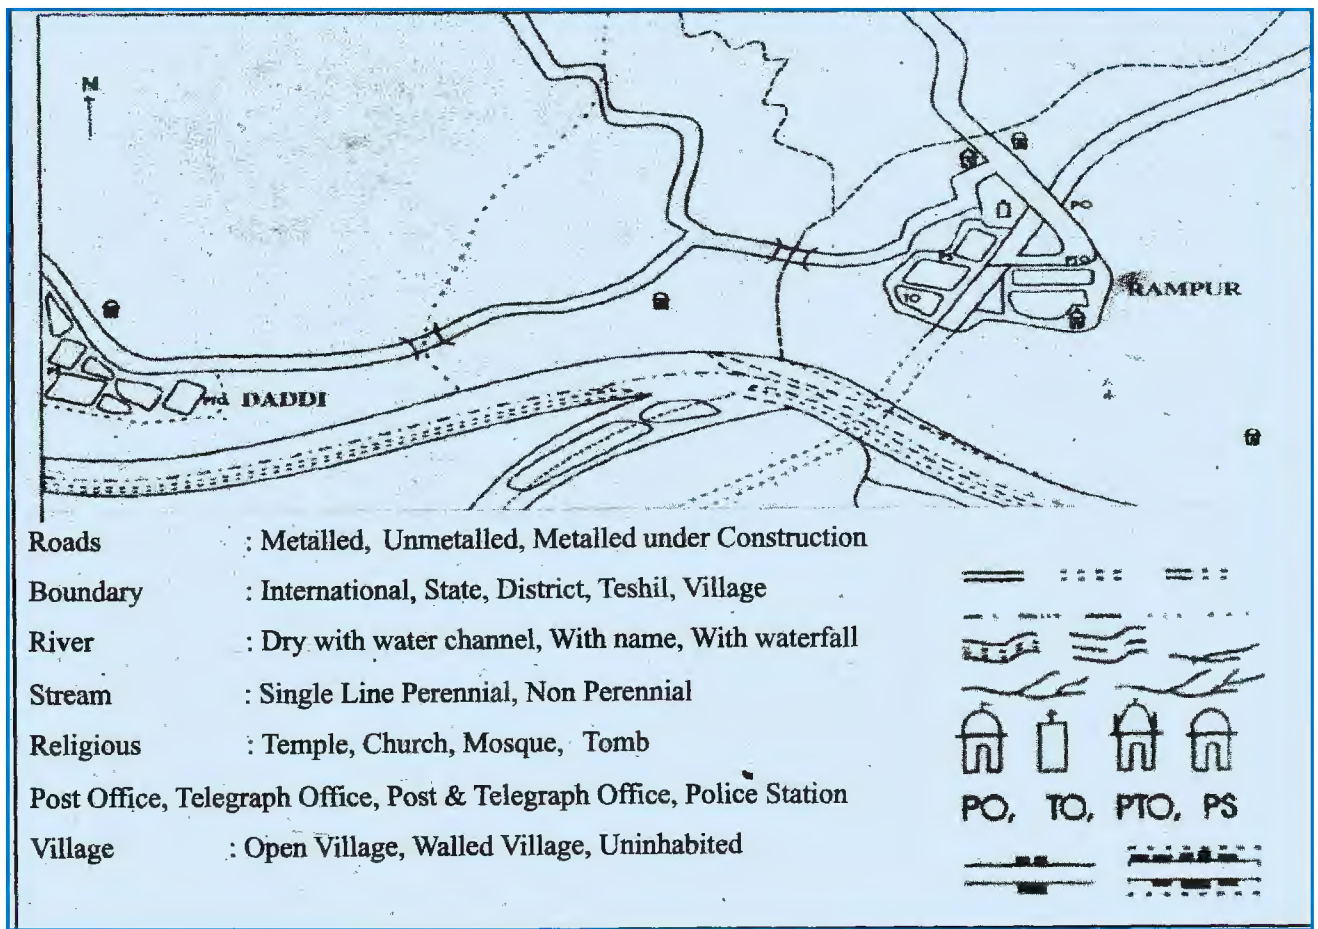 N
PO
PS
PTO
RAMPUR
TO
DADDI
Roads : Metalled, Unmetalled, Metalled under Construction
Boundary : International, State, District, Teshil, Village
River : Dry with water channel, With name, With waterfall
Stream : Single Line Perennial, Non Perennial
Religious : Temple, Church, Mosque, Tomb
Post Office, Telegraph Office, Post & Telegraph Office, Police Station
PO, TO, PTO, PS
Village : Open Village, Walled Village, Uninhabited